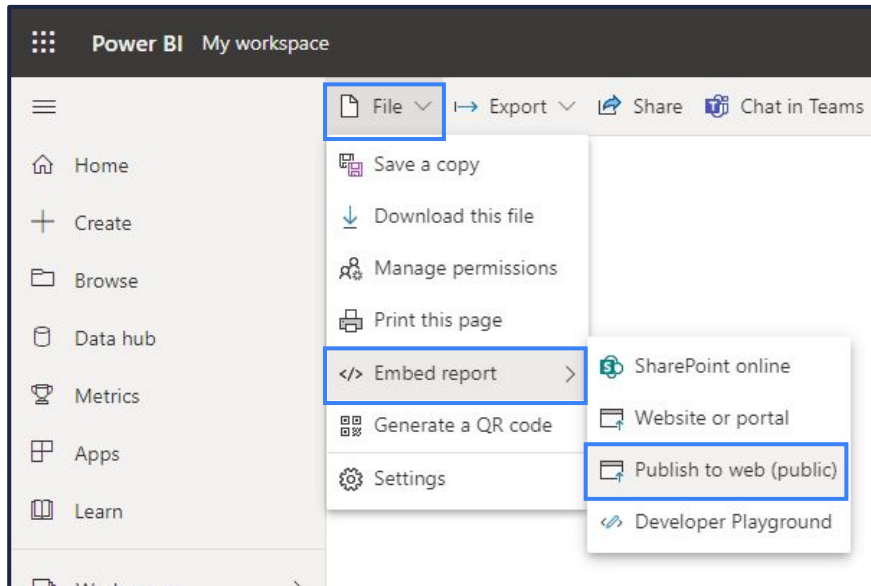 Power BI My workspace
File Export Share Chat in Teams
Home
Create
Browse
Data hub
Metrics
Apps
Learn
Save a copy
Download this file
Manage permissions
Print this page
</> Embed report
Generate a QR code
Settings
SharePoint online
Website or portal
Publish to web (public)
Developer Playground